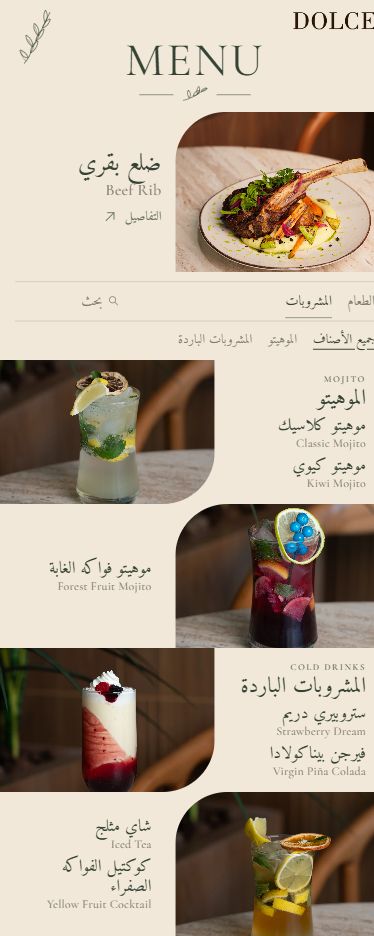 DOLCE
MENU
ضلع بقري
Beef Rib
التفاصيل
الطعام
المشروبات
بحث
جميع الأصناف
الموهيتو
المشروبات الباردة
MOJITO
الموهيتو
موهيتو كلاسيك
Classic Mojito
موهيتو كيوي
Kiwi Mojito
موهيتو فواكه الغابة
Forest Fruit Mojito
COLD DRINKS
المشروبات الباردة
ستروبيري دريم
Strawberry Dream
فيرجن بيناكولادا
Virgin Piña Colada
شاي مثلج
Iced Tea
كوكتيل الفواكه
الصفراء
Yellow Fruit Cocktail